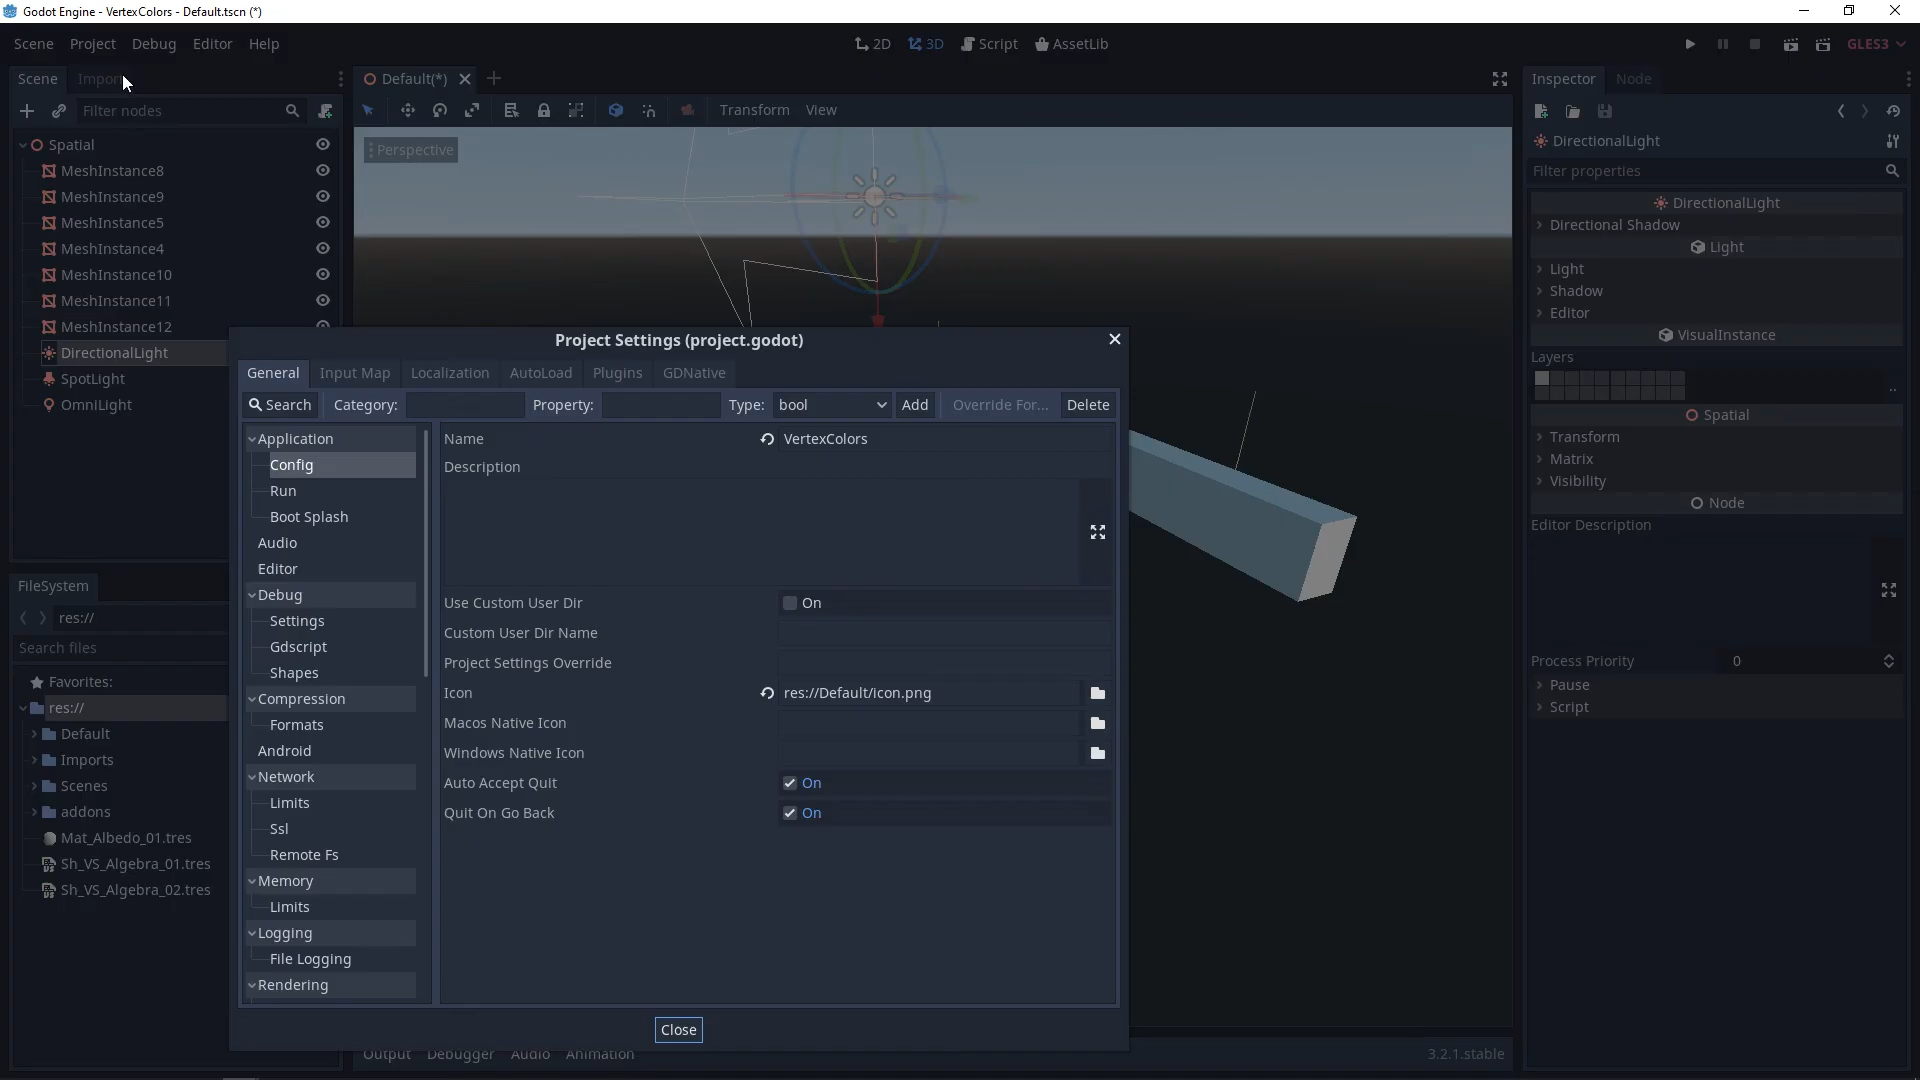 Godot Engine - VertexColors - Default.tscn (*)
Scene Project Debug Editor Help
2D 3D Script AssetLib
GLES3
Scene Import
Default(*)
Inspector Node
Filter nodes
Transform View
Perspective
DirectionalLight
Filter properties
Spatial
MeshInstance8
MeshInstance9
MeshInstance5
MeshInstance4
MeshInstance10
MeshInstance11
MeshInstance12
DirectionalLight
SpotLight
OmniLight
FileSystem
res://
Search files
Favorites:
res://
Default
Imports
Scenes
addons
Mat_Albedo_01.tres
Sh_VS_Algebra_01.tres
Sh_VS_Algebra_02.tres
Project Settings (project.godot)
General Input Map Localization AutoLoad Plugins GDNative
Search Category: Property: Type: bool Add Override For... Delete
Application
Config
Run
Boot Splash
Audio
Editor
Debug
Settings
Gdscript
Shapes
Compression
Formats
Android
Network
Limits
Ssl
Remote Fs
Memory
Limits
Logging
File Logging
Rendering
Name VertexColors
Description
Use Custom User Dir On
Custom User Dir Name
Project Settings Override
Icon res://Default/icon.png
Macos Native Icon
Windows Native Icon
Auto Accept Quit On
Quit On Go Back On
Close
Output Debugger Audio Animation
3.2.1.stable
DirectionalLight
Directional Shadow
Light
Light
Shadow
Editor
VisualInstance
Layers
..
Spatial
Transform
Matrix
Visibility
Node
Editor Description
Process Priority 0
Pause
Script